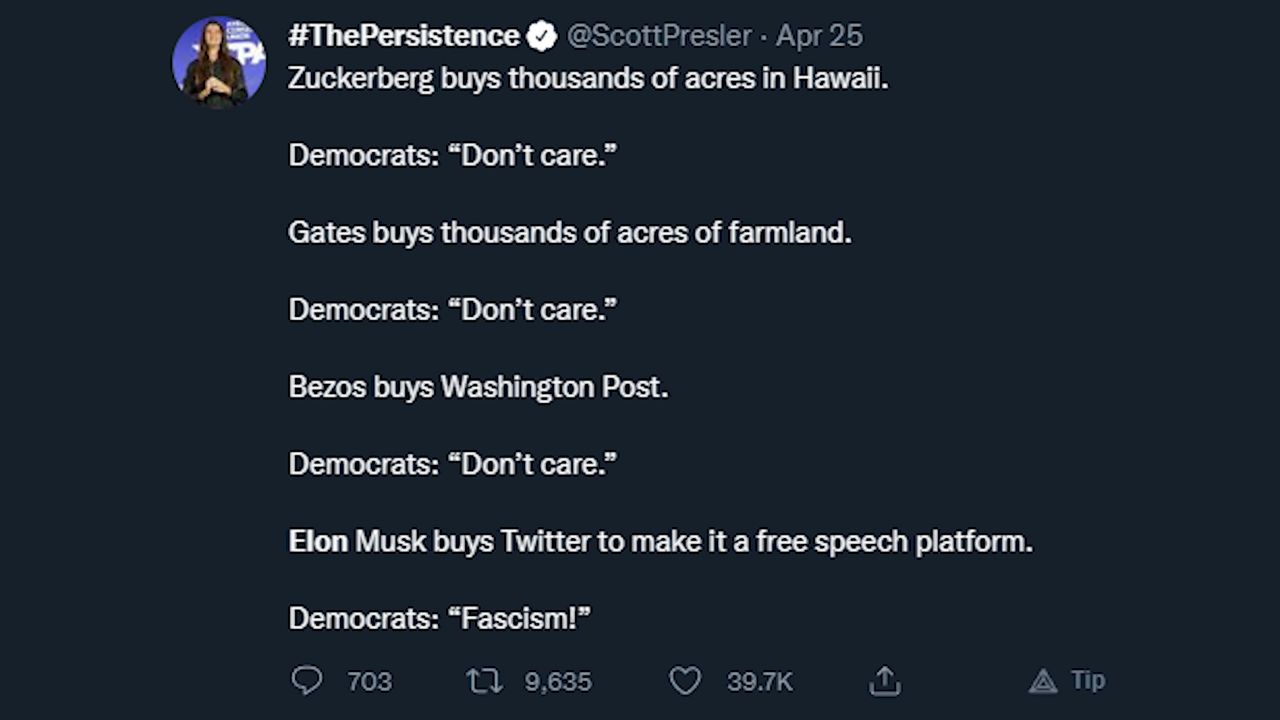 #ThePersistence @ScottPresler · Apr 25
Zuckerberg buys thousands of acres in Hawaii.
Democrats: “Don’t care.”
Gates buys thousands of acres of farmland.
Democrats: “Don’t care.”
Bezos buys Washington Post.
Democrats: “Don’t care.”
Elon Musk buys Twitter to make it a free speech platform.
Democrats: “Fascism!”
703 9,635 39.7K Tip